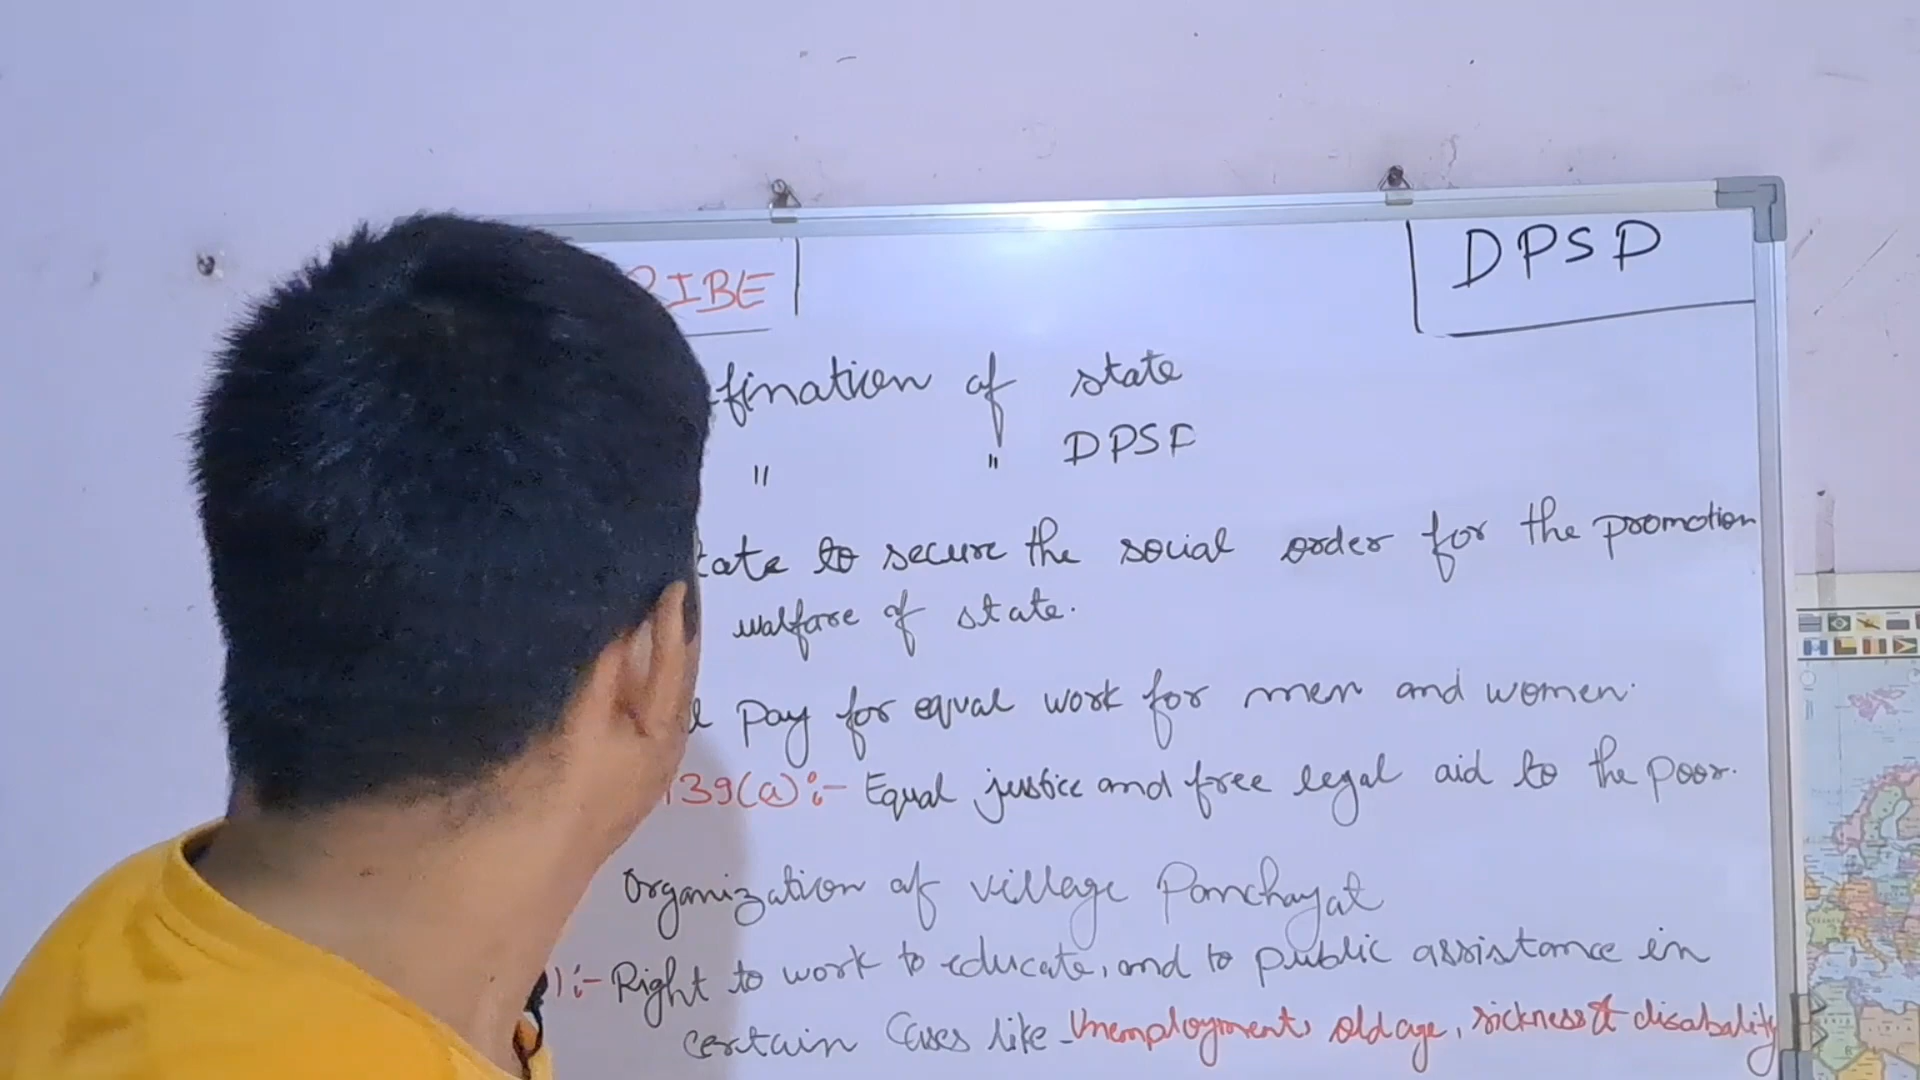 RIBE
DPSP
fination of state
" " DPSP
tate to secure the social order for the promotion
walfare of state.
Pay for equal work for men and women.
39(a):- Equal justice and free legal aid to the poor.
Organization of village Panchayat
):- Right to work to educate, and to public assistance in
certain Cases like - Unemployment, old age, sickness & disabality